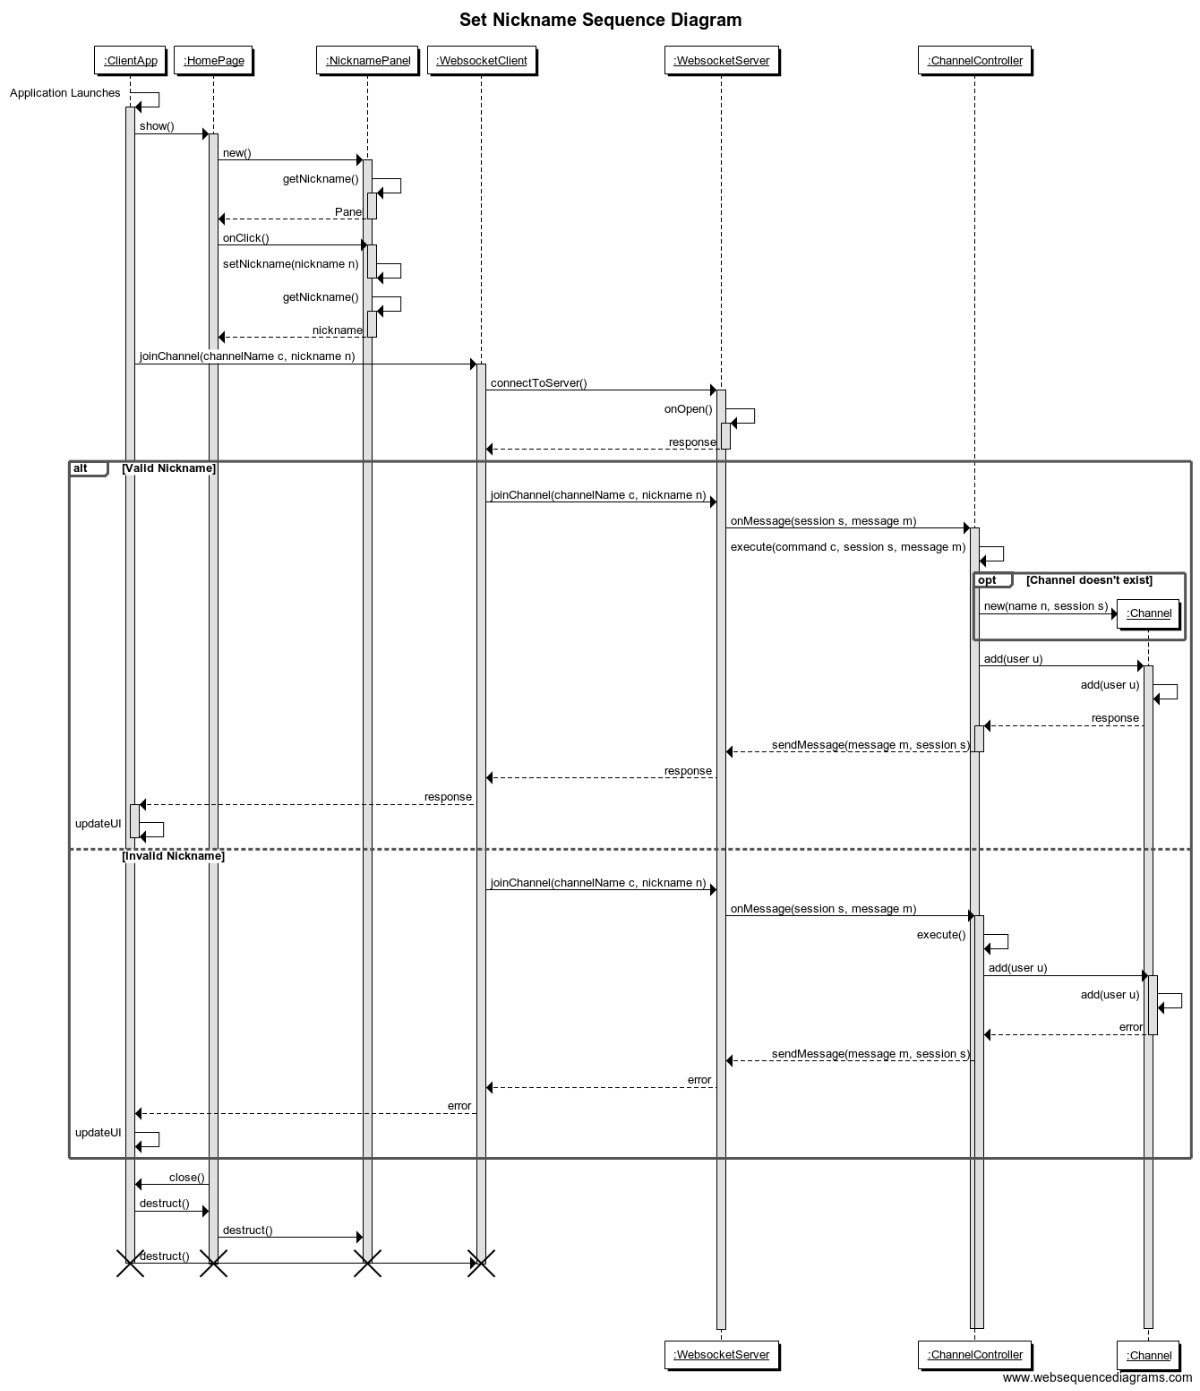 Set Nickname Sequence Diagram
:ClientApp
:HomePage
:NicknamePanel
:WebsocketClient
:WebsocketServer
:ChannelController
Application Launches
show()
new()
getNickname()
Pane
onClick()
setNickname(nickname n)
getNickname()
nickname
joinChannel(channelName c, nickname n)
connectToServer()
onOpen()
response
alt
[Valid Nickname]
joinChannel(channelName c, nickname n)
onMessage(session s, message m)
execute(command c, session s, message m)
opt
[Channel doesn't exist]
new(name n, session s)
:Channel
add(user u)
add(user u)
response
sendMessage(message m, session s)
response
response
updateUI
[Invalid Nickname]
joinChannel(channelName c, nickname n)
onMessage(session s, message m)
execute()
add(user u)
add(user u)
error
sendMessage(message m, session s)
error
error
updateUI
close()
destruct()
destruct()
destruct()
:WebsocketServer
:ChannelController
:Channel
www.websequencediagrams.com